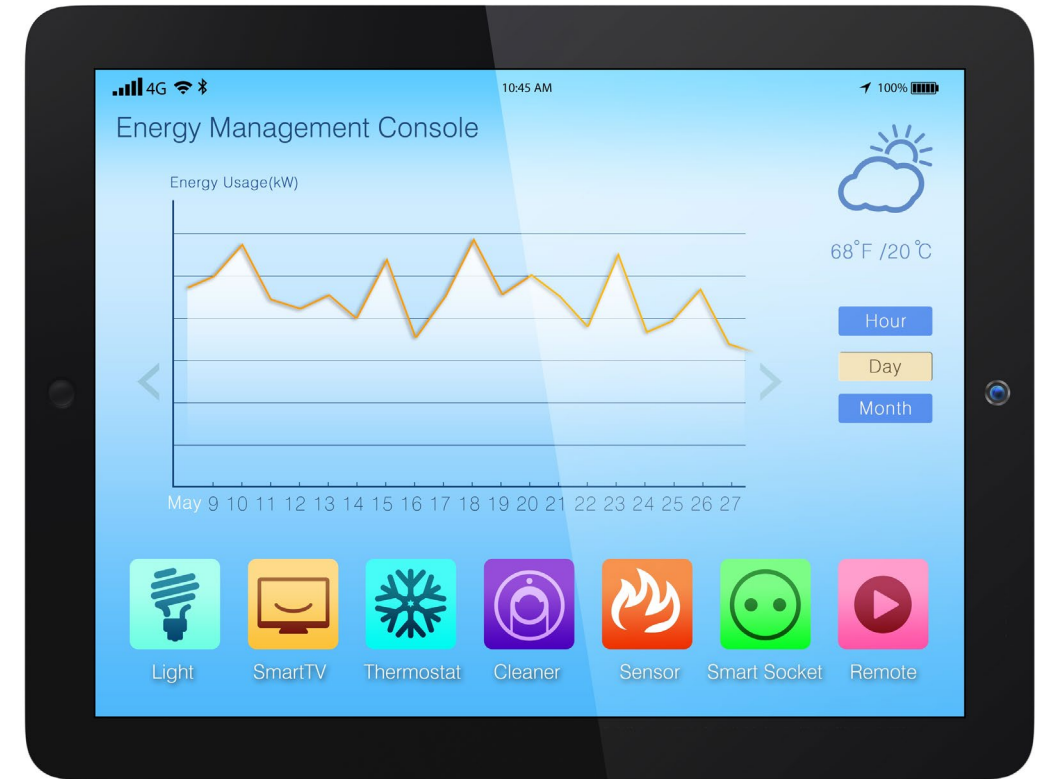 4G
10:45 AM
100%
Energy Management Console
Energy Usage(kW)
68°F /20°C
Hour
Day
Month
May 9 10 11 12 13 14 15 16 17 18 19 20 21 22 23 24 25 26 27
Light
SmartTV
Thermostat
Cleaner
Sensor
Smart Socket
Remote